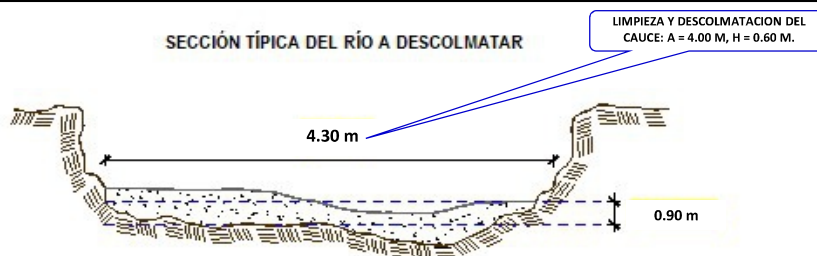 LIMPIEZA Y DESCOLMATACION DEL
CAUCE: A = 4.00 M, H = 0.60 M.
SECCIÓN TÍPICA DEL RÍO A DESCOLMATAR
4.30 m
0.90 m